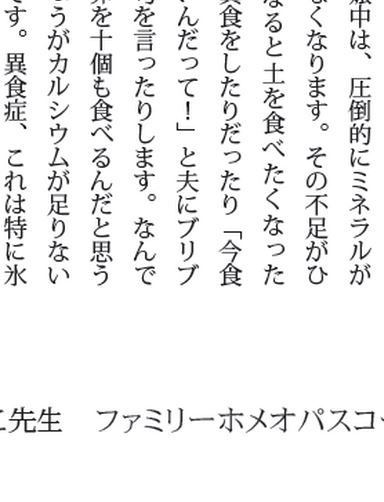 中は、圧倒的にミネラルが
なくなります。その不足がひ
なると土を食べたくなった
食をしたりだったり「今食
んだって！」と夫にブリブ
を言ったりします。なんで
を十個も食べるんだと思う
うがカルシウムが足りない
です。異食症、これは特に氷
先生　ファミリーホメオパスコ